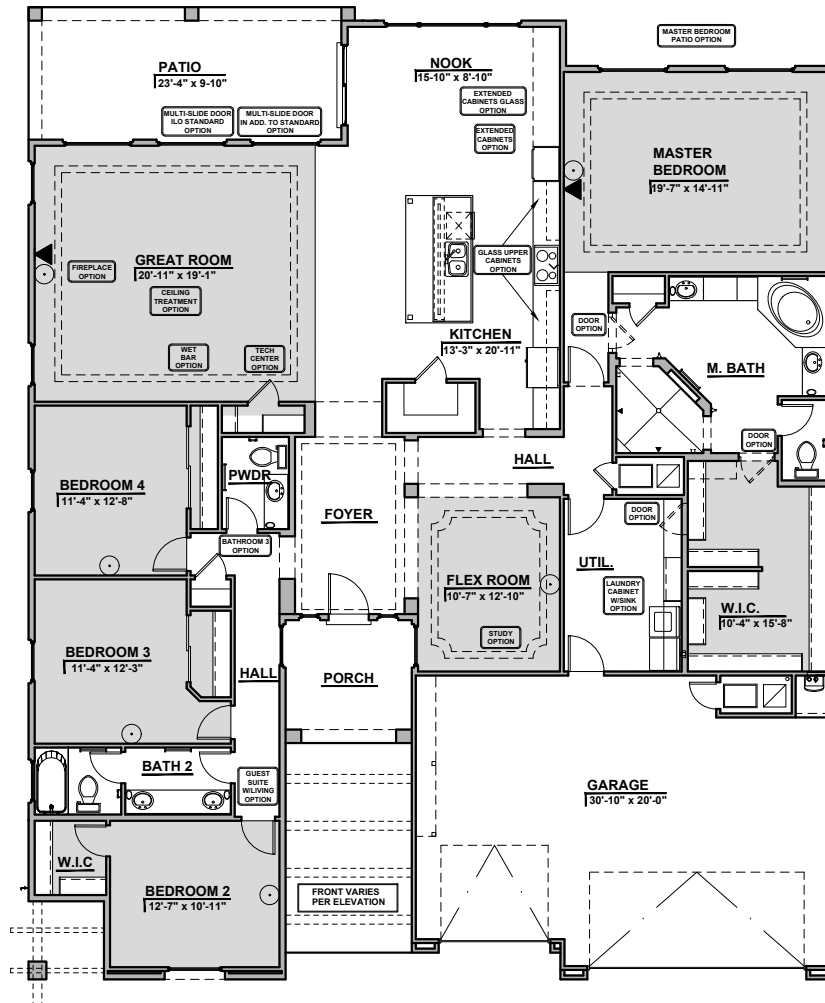 MASTER BEDROOM
PATIO OPTION
PATIO
23'-4" x 9'-10"
NOOK
15'-10" x 8'-10"
EXTENDED
CABINETS GLASS
OPTION
MULTI-SLIDE DOOR
ILO STANDARD
OPTION
MULTI-SLIDE DOOR
IN ADD. TO STANDARD
OPTION
EXTENDED
CABINETS
OPTION
MASTER
BEDROOM
19'-7" x 14'-11"
GREAT ROOM
20'-11" x 19'-1"
FIREPLACE
OPTION
CEILING
TREATMENT
OPTION
GLASS UPPER
CABINETS
OPTION
WET
BAR
OPTION
TECH
CENTER
OPTION
KITCHEN
13'-3" x 20'-11"
DOOR
OPTION
M. BATH
DOOR
OPTION
HALL
PWDR
BEDROOM 4
11'-4" x 12'-8"
FOYER
DOOR
OPTION
BATHROOM 3
OPTION
UTIL.
FLEX ROOM
10'-7" x 12'-10"
LAUNDRY
CABINET
W/SINK
OPTION
W.I.C.
10'-4" x 15'-8"
STUDY
OPTION
BEDROOM 3
11'-4" x 12'-3"
HALL
PORCH
BATH 2
GUEST
SUITE
W/LIVING
OPTION
GARAGE
30'-10" x 20'-0"
W.I.C
BEDROOM 2
12'-7" x 10'-11"
FRONT VARIES
PER ELEVATION